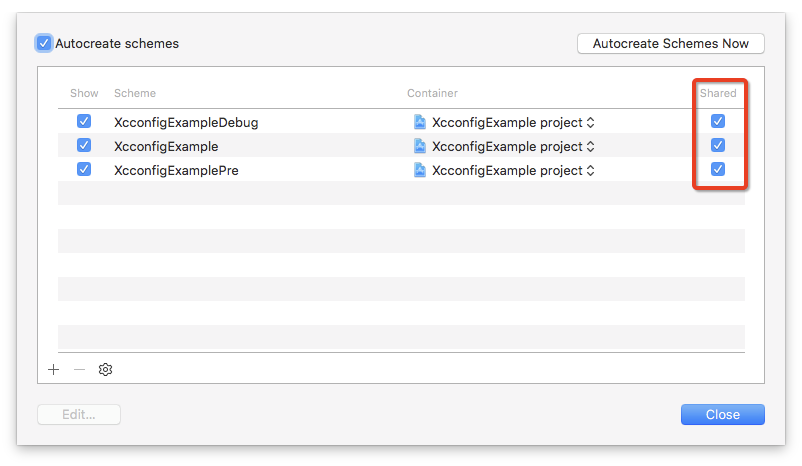 Autocreate schemes Autocreate Schemes Now
Show Scheme Container Shared
XcconfigExampleDebug XcconfigExample project
XcconfigExample XcconfigExample project
XcconfigExamplePre XcconfigExample project
Edit... Close